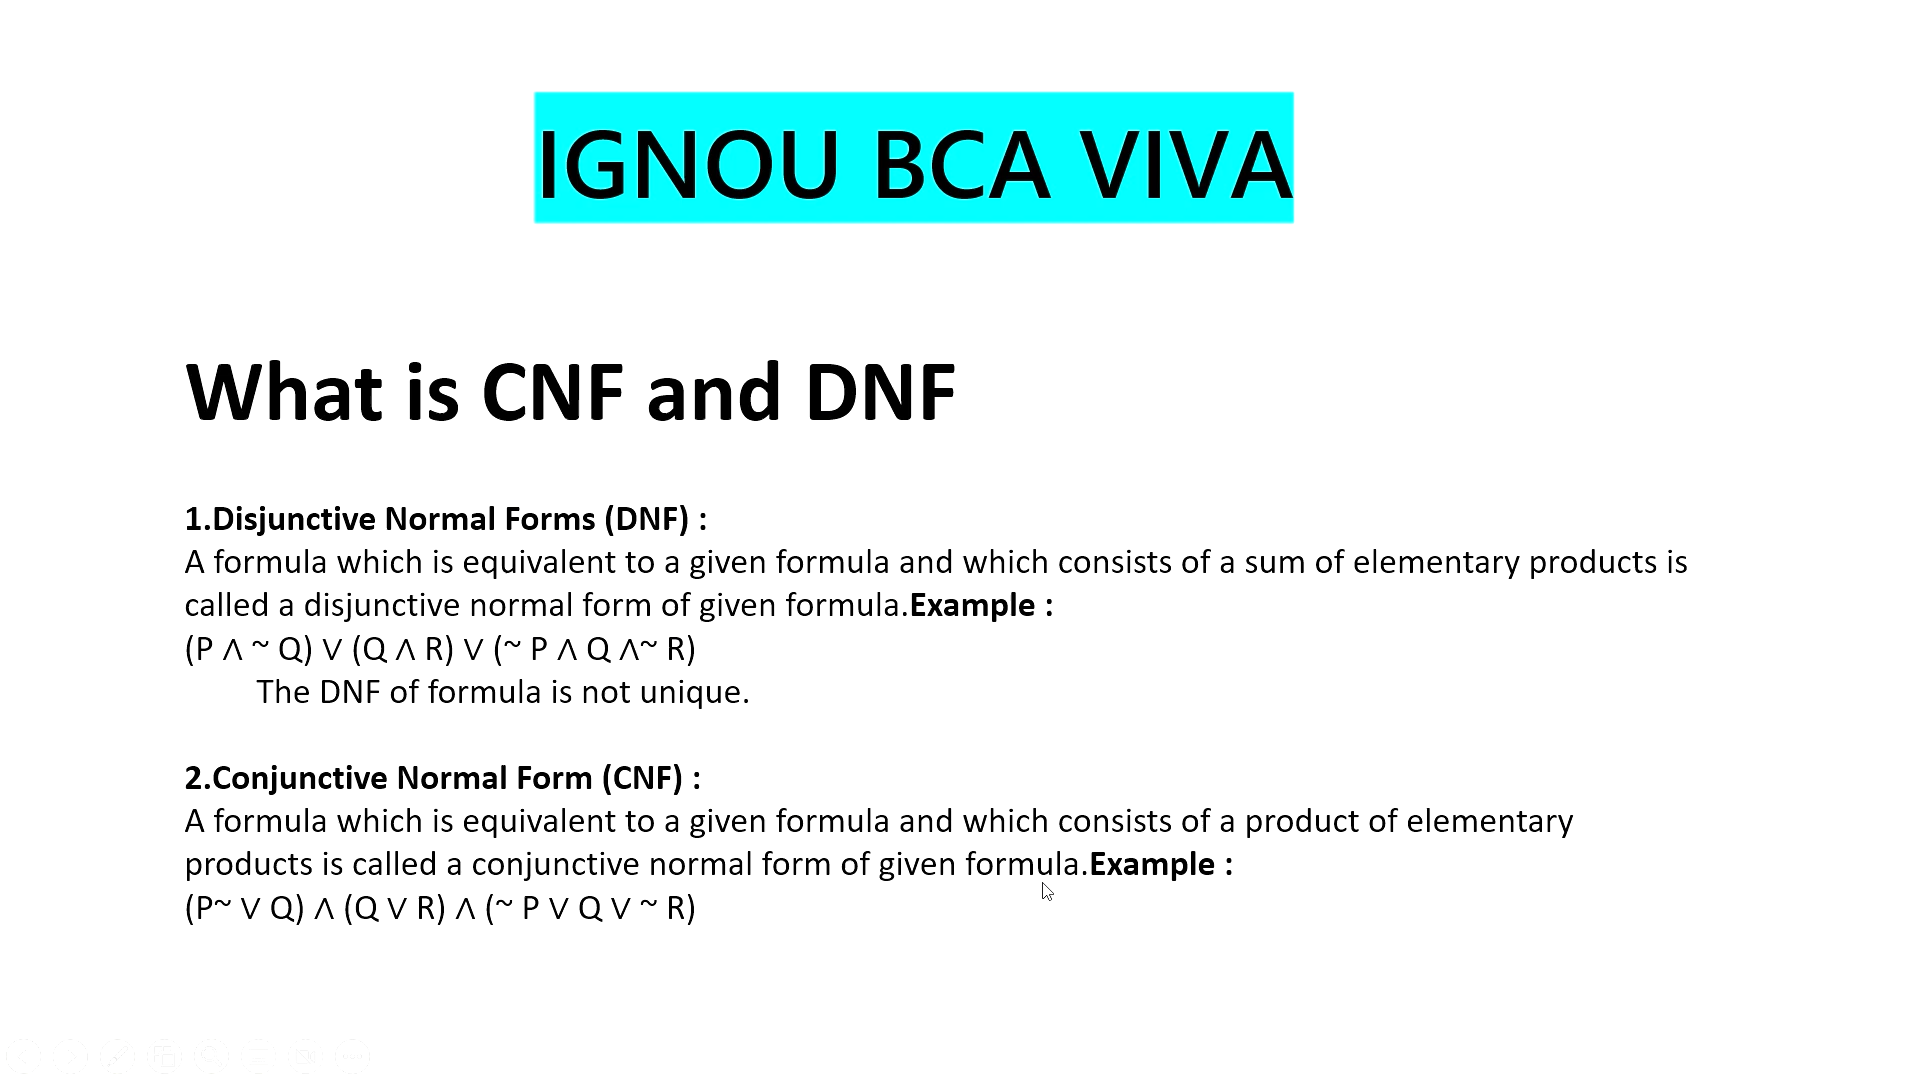 IGNOU BCA VIVA
What is CNF and DNF
1.Disjunctive Normal Forms (DNF) :
A formula which is equivalent to a given formula and which consists of a sum of elementary products is
called a disjunctive normal form of given formula.Example :
(P ∧ ~ Q) ∨ (Q ∧ R) ∨ (~ P ∧ Q ∧~ R)
The DNF of formula is not unique.
2.Conjunctive Normal Form (CNF) :
A formula which is equivalent to a given formula and which consists of a product of elementary
products is called a conjunctive normal form of given formula.Example :
(P~ ∨ Q) ∧ (Q ∨ R) ∧ (~ P ∨ Q ∨ ~ R)